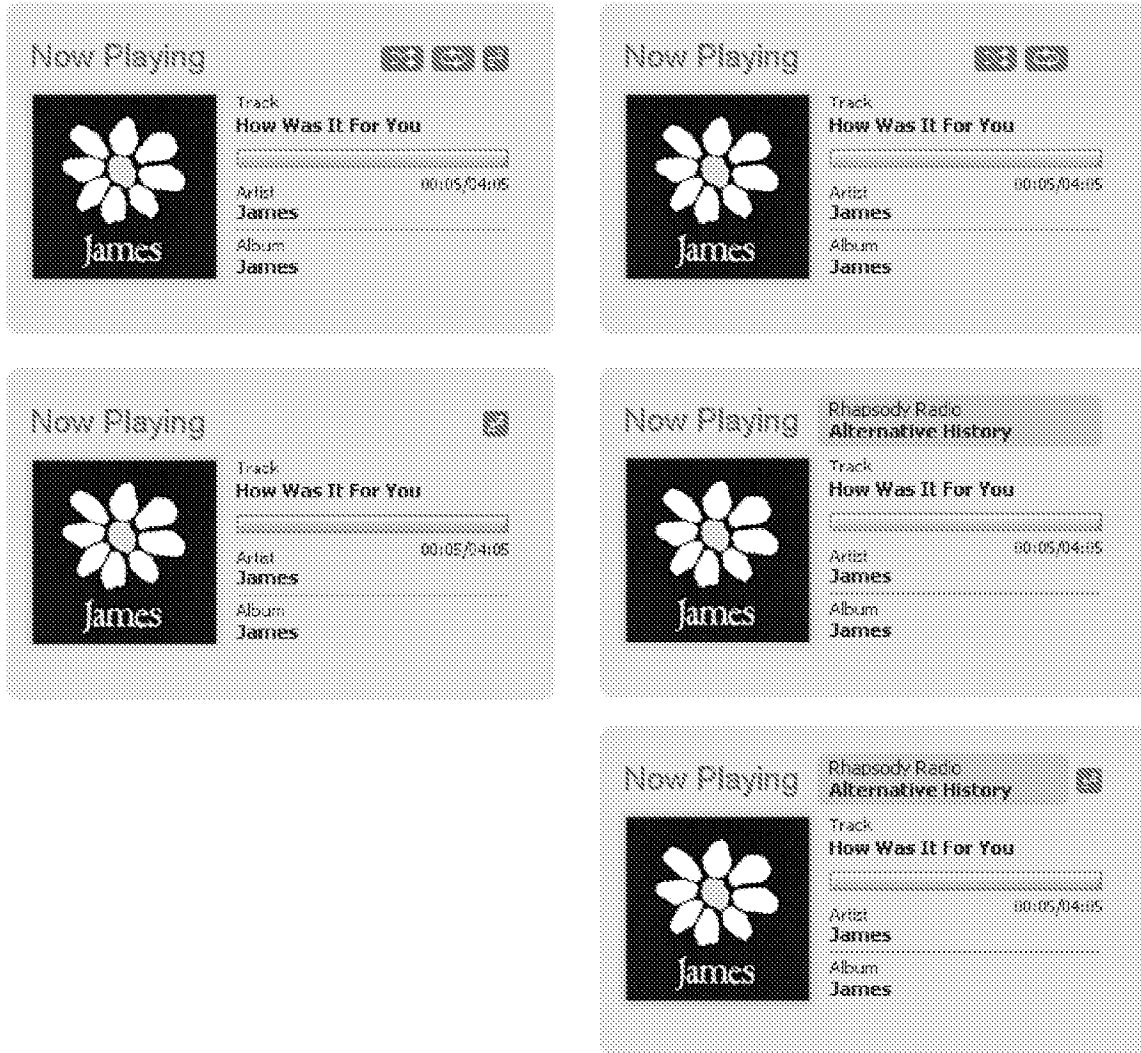 Now Playing
Track
How Was It For You
00:05/04:05
Artist
James
Album
James
James
Now Playing
Track
How Was It For You
00:05/04:05
Artist
James
Album
James
James
Now Playing
Track
How Was It For You
00:05/04:05
Artist
James
Album
James
James
Now Playing
Rhapsody Radio
Alternative History
Track
How Was It For You
00:05/04:05
Artist
James
Album
James
James
Now Playing
Rhapsody Radio
Alternative History
Track
How Was It For You
00:05/04:05
Artist
James
Album
James
James